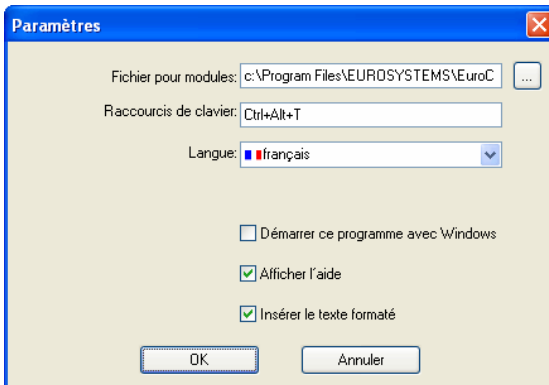 Paramètres
Fichier pour modules: c:\Program Files\EUROSYSTEMS\EuroC ...
Raccourcis de clavier: Ctrl+Alt+T
Langue: français
Démarrer ce programme avec Windows
Afficher l'aide
Insérer le texte formaté
OK Annuler